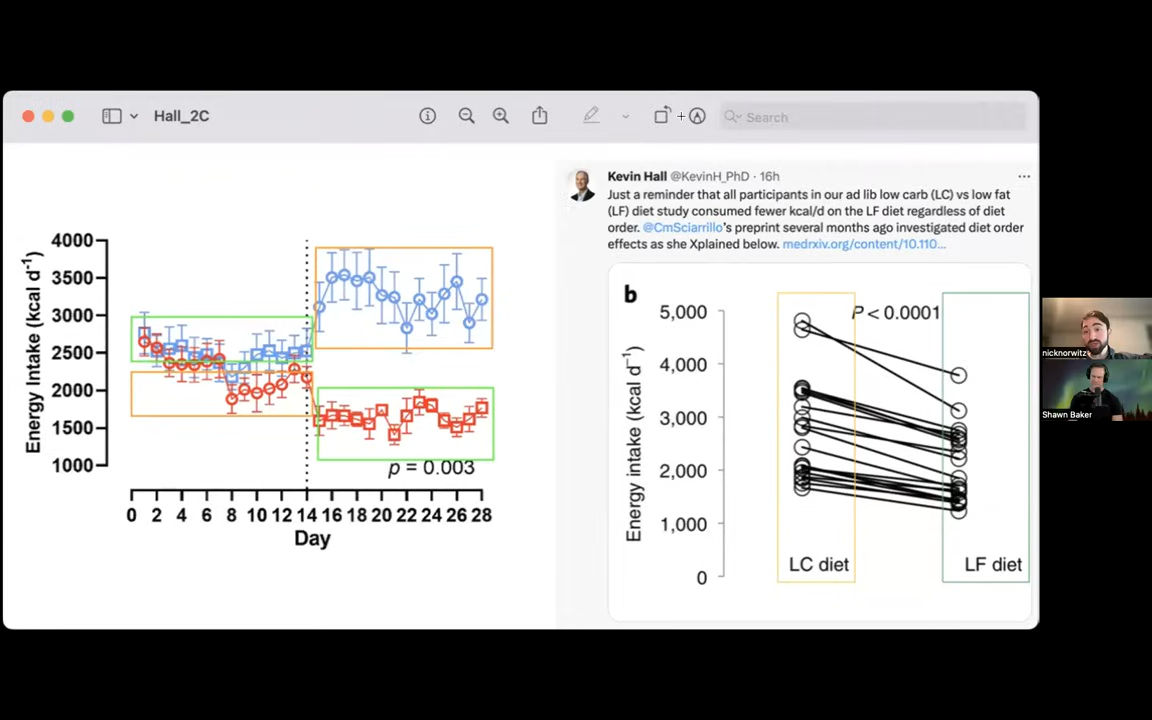 Hall_2C
Search
Kevin Hall @KevinH_PhD · 16h
Just a reminder that all participants in our ad lib low carb (LC) vs low fat
(LF) diet study consumed fewer kcal/d on the LF diet regardless of diet
order. @CmSciarrillo's preprint several months ago investigated diet order
effects as she Xplained below. medrxiv.org/content/10.110...
4000
3500
3000
2500
2000
1500
1000
Energy Intake (kcal d-1)
p = 0.003
0 2 4 6 8 10 12 14 16 18 20 22 24 26 28
Day
b
P < 0.0001
5,000
4,000
3,000
2,000
1,000
0
Energy intake (kcal d-1)
LC diet
LF diet
nicknorwitz
Shawn Baker